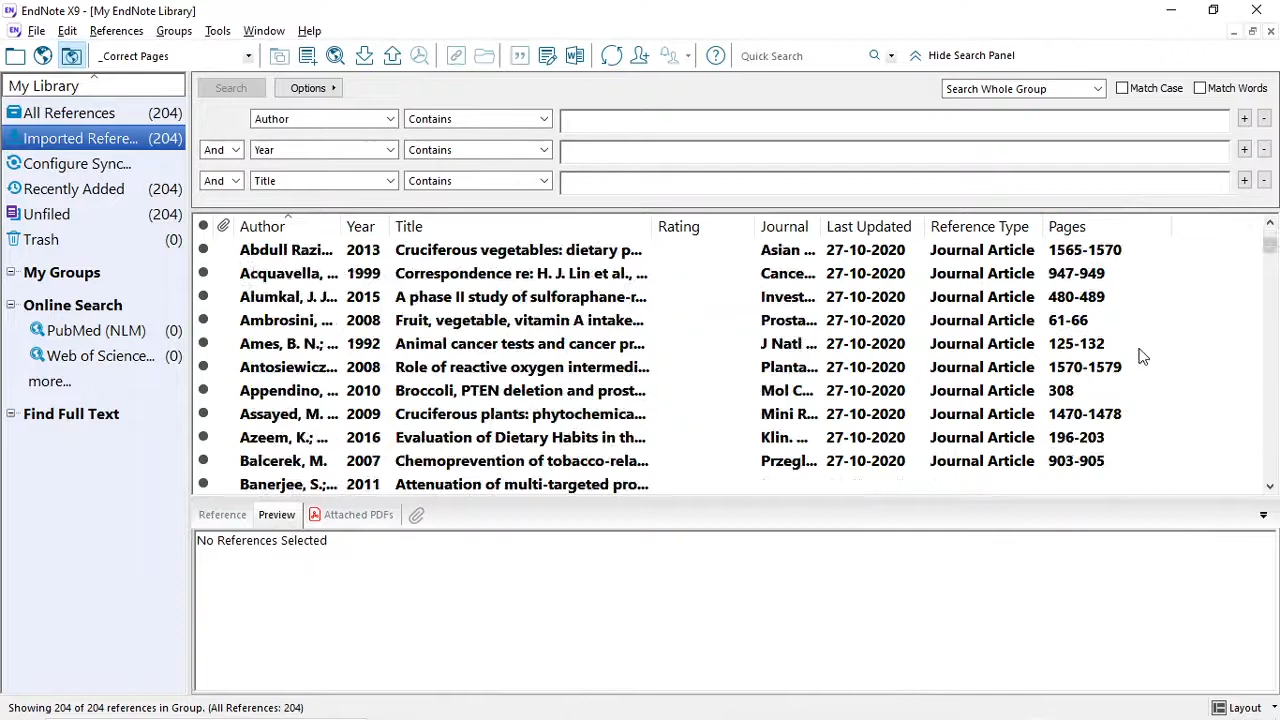 EndNote X9 - [My EndNote Library]
File Edit References Groups Tools Window Help
_Correct Pages Quick Search Hide Search Panel
My Library
All References (204)
Imported Refere... (204)
Configure Sync...
Recently Added (204)
Unfiled (204)
Trash (0)
My Groups
Online Search
PubMed (NLM) (0)
Web of Science... (0)
more...
Find Full Text
Search Options Search Whole Group Match Case Match Words
Author Contains + -
And Year Contains + -
And Title Contains + -
Author Year Title Rating Journal Last Updated Reference Type Pages
Abdull Razi... 2013 Cruciferous vegetables: dietary p... Asian ... 27-10-2020 Journal Article 1565-1570
Acquavella, ... 1999 Correspondence re: H. J. Lin et al., ... Cance... 27-10-2020 Journal Article 947-949
Alumkal, J. J... 2015 A phase II study of sulforaphane-r... Invest... 27-10-2020 Journal Article 480-489
Ambrosini, ... 2008 Fruit, vegetable, vitamin A intake... Prosta... 27-10-2020 Journal Article 61-66
Ames, B. N.; ... 1992 Animal cancer tests and cancer pr... J Natl ... 27-10-2020 Journal Article 125-132
Antosiewicz... 2008 Role of reactive oxygen intermedi... Planta... 27-10-2020 Journal Article 1570-1579
Appendino, ... 2010 Broccoli, PTEN deletion and prost... Mol C... 27-10-2020 Journal Article 308
Assayed, M. ... 2009 Cruciferous plants: phytochemica... Mini R... 27-10-2020 Journal Article 1470-1478
Azeem, K.; ... 2016 Evaluation of Dietary Habits in th... Klin. ... 27-10-2020 Journal Article 196-203
Balcerek, M. 2007 Chemoprevention of tobacco-rela... Przegl... 27-10-2020 Journal Article 903-905
Banerjee, S.;... 2011 Attenuation of multi-targeted pro...
Reference Preview Attached PDFs
No References Selected
Showing 204 of 204 references in Group. (All References: 204) Layout